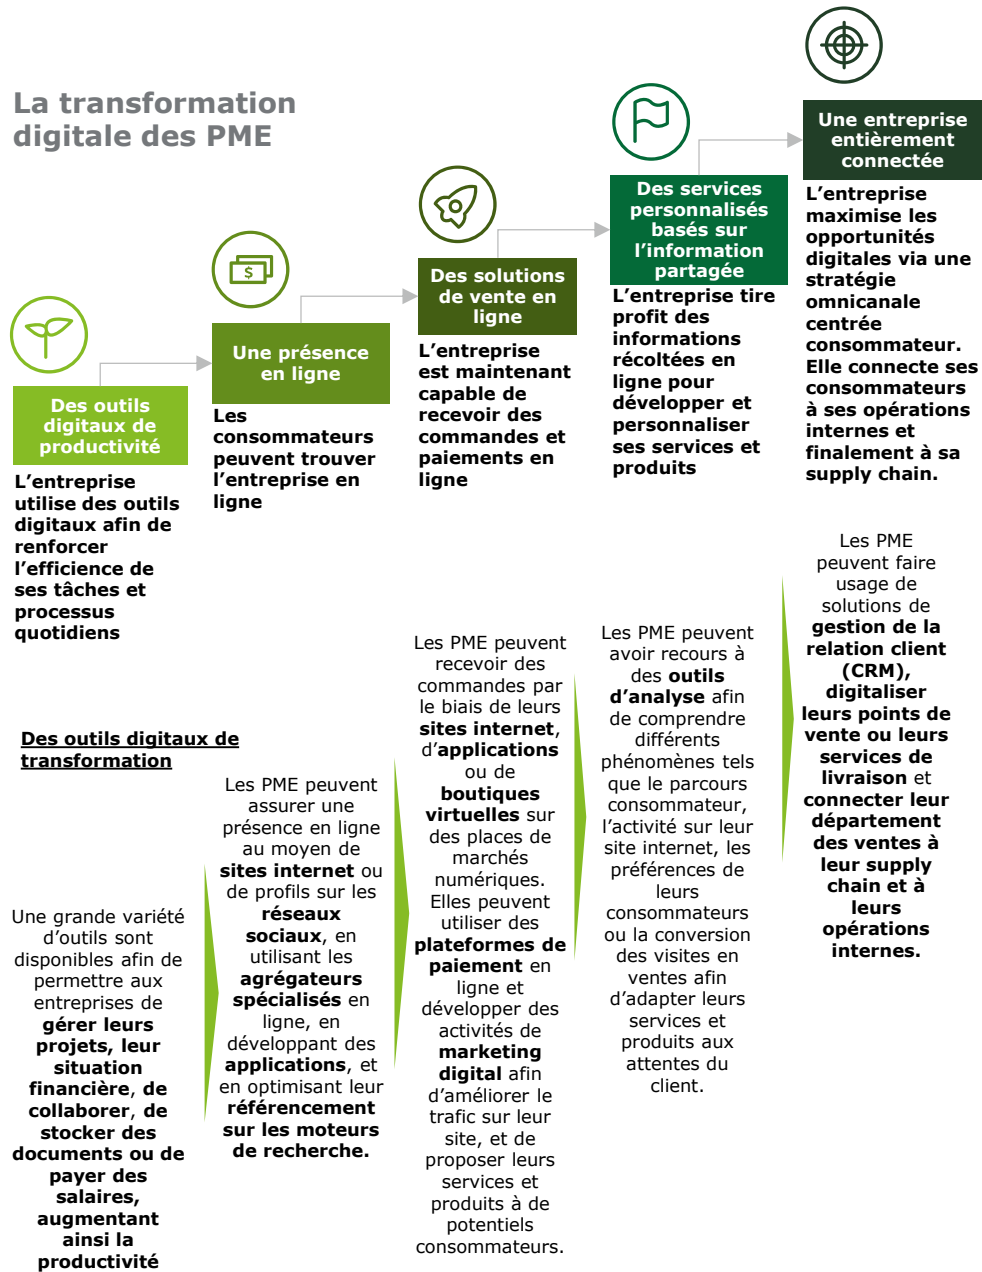 La transformation
digitale des PME
Des outils
digitaux de
productivité
L’entreprise
utilise des outils
digitaux afin de
renforcer
l’efficience de
ses tâches et
processus
quotidiens
$
Une présence
en ligne
Les
consommateurs
peuvent trouver
l’entreprise en
ligne
Des solutions
de vente en
ligne
L’entreprise
est maintenant
capable de
recevoir des
commandes et
paiements en
ligne
Des services
personnalisés
basés sur
l’information
partagée
L’entreprise tire
profit des
informations
récoltées en
ligne pour
développer et
personnaliser
ses services et
produits
Une entreprise
entièrement
connectée
L’entreprise
maximise les
opportunités
digitales via une
stratégie
omnicanale
centrée
consommateur.
Elle connecte ses
consommateurs
à ses opérations
internes et
finalement à sa
supply chain.
Des outils digitaux de
transformation
Une grande variété
d’outils sont
disponibles afin de
permettre aux
entreprises de
gérer leurs
projets, leur
situation
financière, de
collaborer, de
stocker des
documents ou de
payer des
salaires,
augmentant
ainsi la
productivité
Les PME peuvent
assurer une
présence en ligne
au moyen de
sites internet ou
de profils sur les
réseaux
sociaux, en
utilisant les
agrégateurs
spécialisés en
ligne, en
développant des
applications, et
en optimisant leur
référencement
sur les moteurs
de recherche.
Les PME peuvent
recevoir des
commandes par
le biais de leurs
sites internet,
d’applications
ou de
boutiques
virtuelles sur
des places de
marchés
numériques.
Elles peuvent
utiliser des
plateformes de
paiement en
ligne et
développer des
activités de
marketing
digital afin
d’améliorer le
trafic sur leur
site, et de
proposer leurs
services et
produits à de
potentiels
consommateurs.
Les PME peuvent
avoir recours à
des outils
d’analyse afin
de comprendre
différents
phénomènes tels
que le parcours
consommateur,
l’activité sur leur
site internet, les
préférences de
leurs
consommateurs
ou la conversion
des visites en
ventes afin
d’adapter leurs
services et
produits aux
attentes du
client.
Les PME
peuvent faire
usage de
solutions de
gestion de la
relation client
(CRM),
digitaliser
leurs points de
vente ou leurs
services de
livraison et
connecter leur
département
des ventes à
leur supply
chain et à
leurs
opérations
internes.